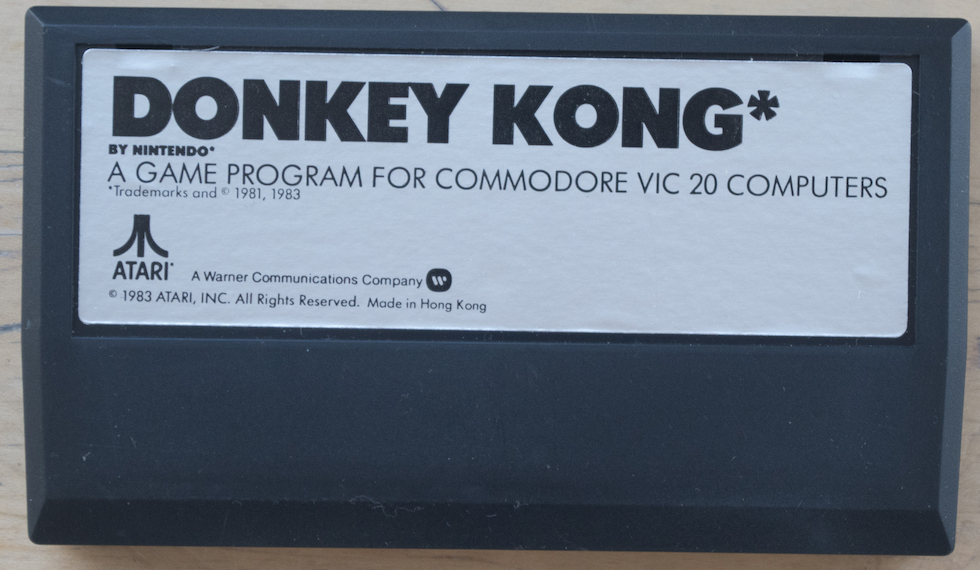 DONKEY KONG*
BY NINTENDO*
A GAME PROGRAM FOR COMMODORE VIC 20 COMPUTERS
*Trademarks and © 1981, 1983
ATARI®
A Warner Communications Company
© 1983 ATARI, INC. All Rights Reserved. Made in Hong Kong